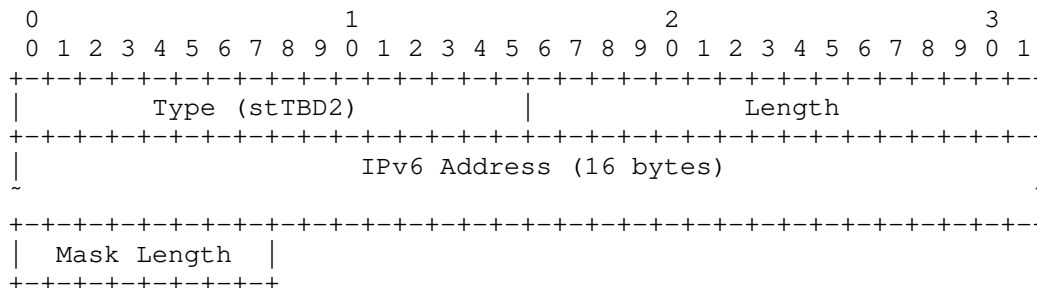 0                   1                   2                   3
 0 1 2 3 4 5 6 7 8 9 0 1 2 3 4 5 6 7 8 9 0 1 2 3 4 5 6 7 8 9 0 1
+-+-+-+-+-+-+-+-+-+-+-+-+-+-+-+-+-+-+-+-+-+-+-+-+-+-+-+-+-+-+-+-
|        Type (stTBD2)          |             Length
+-+-+-+-+-+-+-+-+-+-+-+-+-+-+-+-+-+-+-+-+-+-+-+-+-+-+-+-+-+-+-+-
|                     IPv6 Address (16 bytes)
~                                                               ~
+-+-+-+-+-+-+-+-+-+-+-+-+-+-+-+-+-+-+-+-+-+-+-+-+-+-+-+-+-+-+-+-
|  Mask Length  |
+-+-+-+-+-+-+-+-+